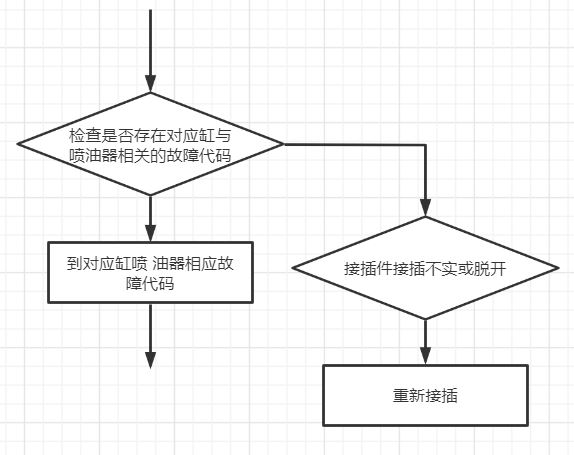 检查是否存在对应缸与
喷油器相关的故障代码
到对应缸喷 油器相应故
障代码
接插件接插不实或脱开
重新接插